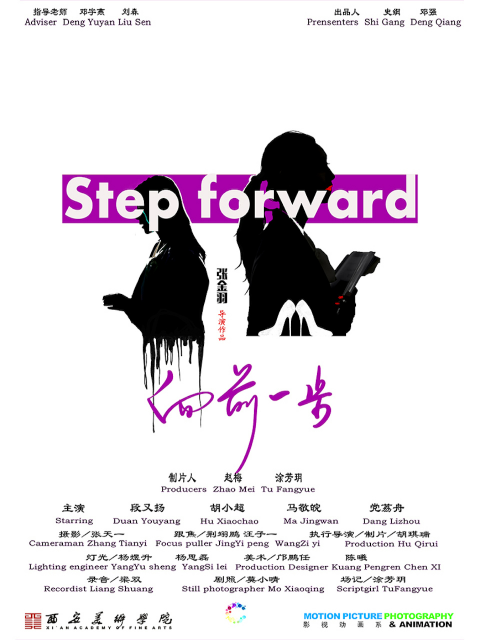 指导老师 邓宇燕 刘森 出品人 史纲 邓强
Adviser Deng Yuyan Liu Sen Prensenters Shi Gang Deng Qiang
Step forward
张金羽
导演作品
向前一步
制片人 赵梅 涂芳玥
Producers Zhao Mei Tu Fangyue
主演 段又扬 胡小超 马敬皖 党荔舟
Starring Duan Youyang Hu Xiaochao Ma Jingwan Dang Lizhou
摄影/张天一 跟焦/荆翊鹏 汪子一 执行导演/制片/胡琪瑞
Cameraman Zhang Tianyi Focus puller JingYi peng WangZi yi Production Hu Qirui
灯光/杨煜升 杨思磊 美术/邝鹏任 陈曦
Lighting engineer YangYu sheng YangSi lei Production Designer Kuang Pengren Chen XI
录音/梁双 剧照/莫小晴 场记/涂芳玥
Recordist Liang Shuang Still photographer Mo Xiaoqing Scriptgirl TuFangyue
西安美术学院
XI'AN ACADEMY OF FINE ARTS
MOTION PICTURE PHOTOGRAPHY
影视动画系 & ANIMATION